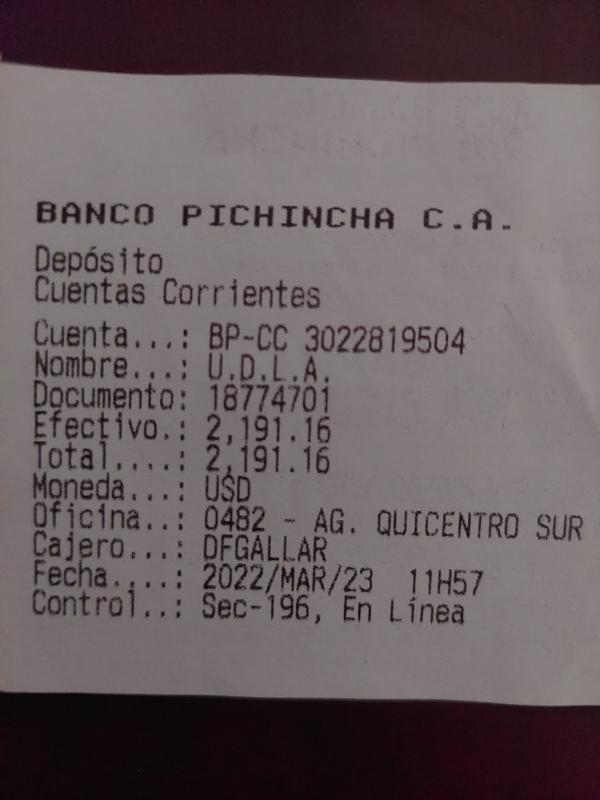 BANCO PICHINCHA C.A.
Depósito
Cuentas Corrientes
Cuenta...: BP-CC 3022819504
Nombre...: U.D.L.A.
Documento: 18774701
Efectivo.: 2,191.16
Total....: 2,191.16
Moneda...: USD
Oficina..: 0482 - AG. QUICENTRO SUR
Cajero...: DFGALLAR
Fecha....: 2022/MAR/23 11H57
Control..: Sec-196, En Línea